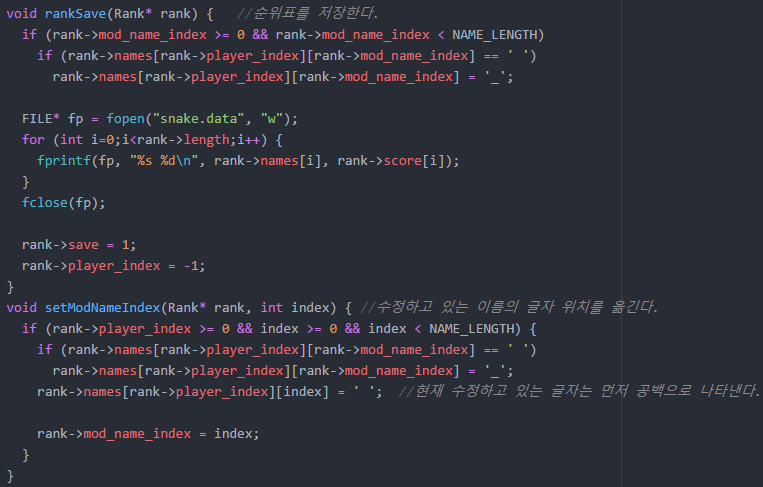 void rankSave(Rank* rank) {   //순위표를 저장한다.
  if (rank->mod_name_index >= 0 && rank->mod_name_index < NAME_LENGTH)
    if (rank->names[rank->player_index][rank->mod_name_index] == ' ')
      rank->names[rank->player_index][rank->mod_name_index] = '_';

  FILE* fp = fopen("snake.data", "w");
  for (int i=0;i<rank->length;i++) {
    fprintf(fp, "%s %d\n", rank->names[i], rank->score[i]);
  }
  fclose(fp);

  rank->save = 1;
  rank->player_index = -1;
}
void setModNameIndex(Rank* rank, int index) { //수정하고 있는 이름의 글자 위치를 옮긴다.
  if (rank->player_index >= 0 && index >= 0 && index < NAME_LENGTH) {
    if (rank->names[rank->player_index][rank->mod_name_index] == ' ')
      rank->names[rank->player_index][rank->mod_name_index] = '_';
    rank->names[rank->player_index][index] = ' ';  //현재 수정하고 있는 글자는 먼저 공백으로 나타낸다.

    rank->mod_name_index = index;
  }
}